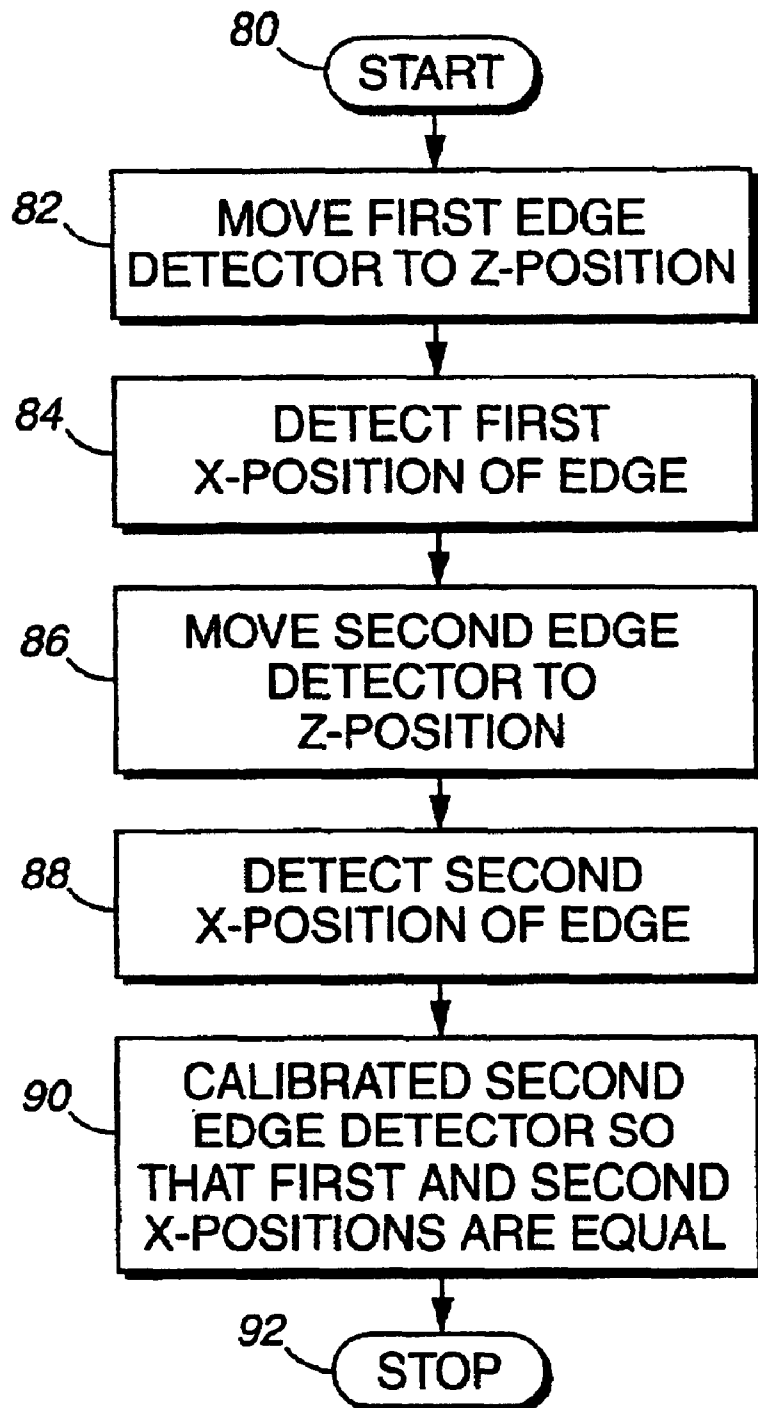 80
START
82
MOVE FIRST EDGE
DETECTOR TO Z-POSITION
84
DETECT FIRST
X-POSITION OF EDGE
86
MOVE SECOND EDGE
DETECTOR TO
Z-POSITION
88
DETECT SECOND
X-POSITION OF EDGE
90
CALIBRATED SECOND
EDGE DETECTOR SO
THAT FIRST AND SECOND
X-POSITIONS ARE EQUAL
92
STOP